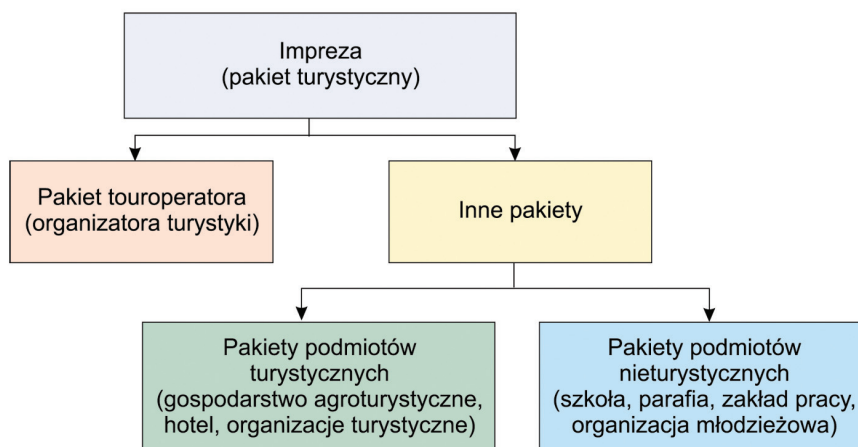 Impreza
(pakiet turystyczny)
Pakiet touroperatora
(organizatora turystyki)
Inne pakiety
Pakiety podmiotów
turystycznych
(gospodarstwo agroturystyczne,
hotel, organizacje turystyczne)
Pakiety podmiotów
nieturystycznych
(szkoła, parafia, zakład pracy,
organizacja młodzieżowa)